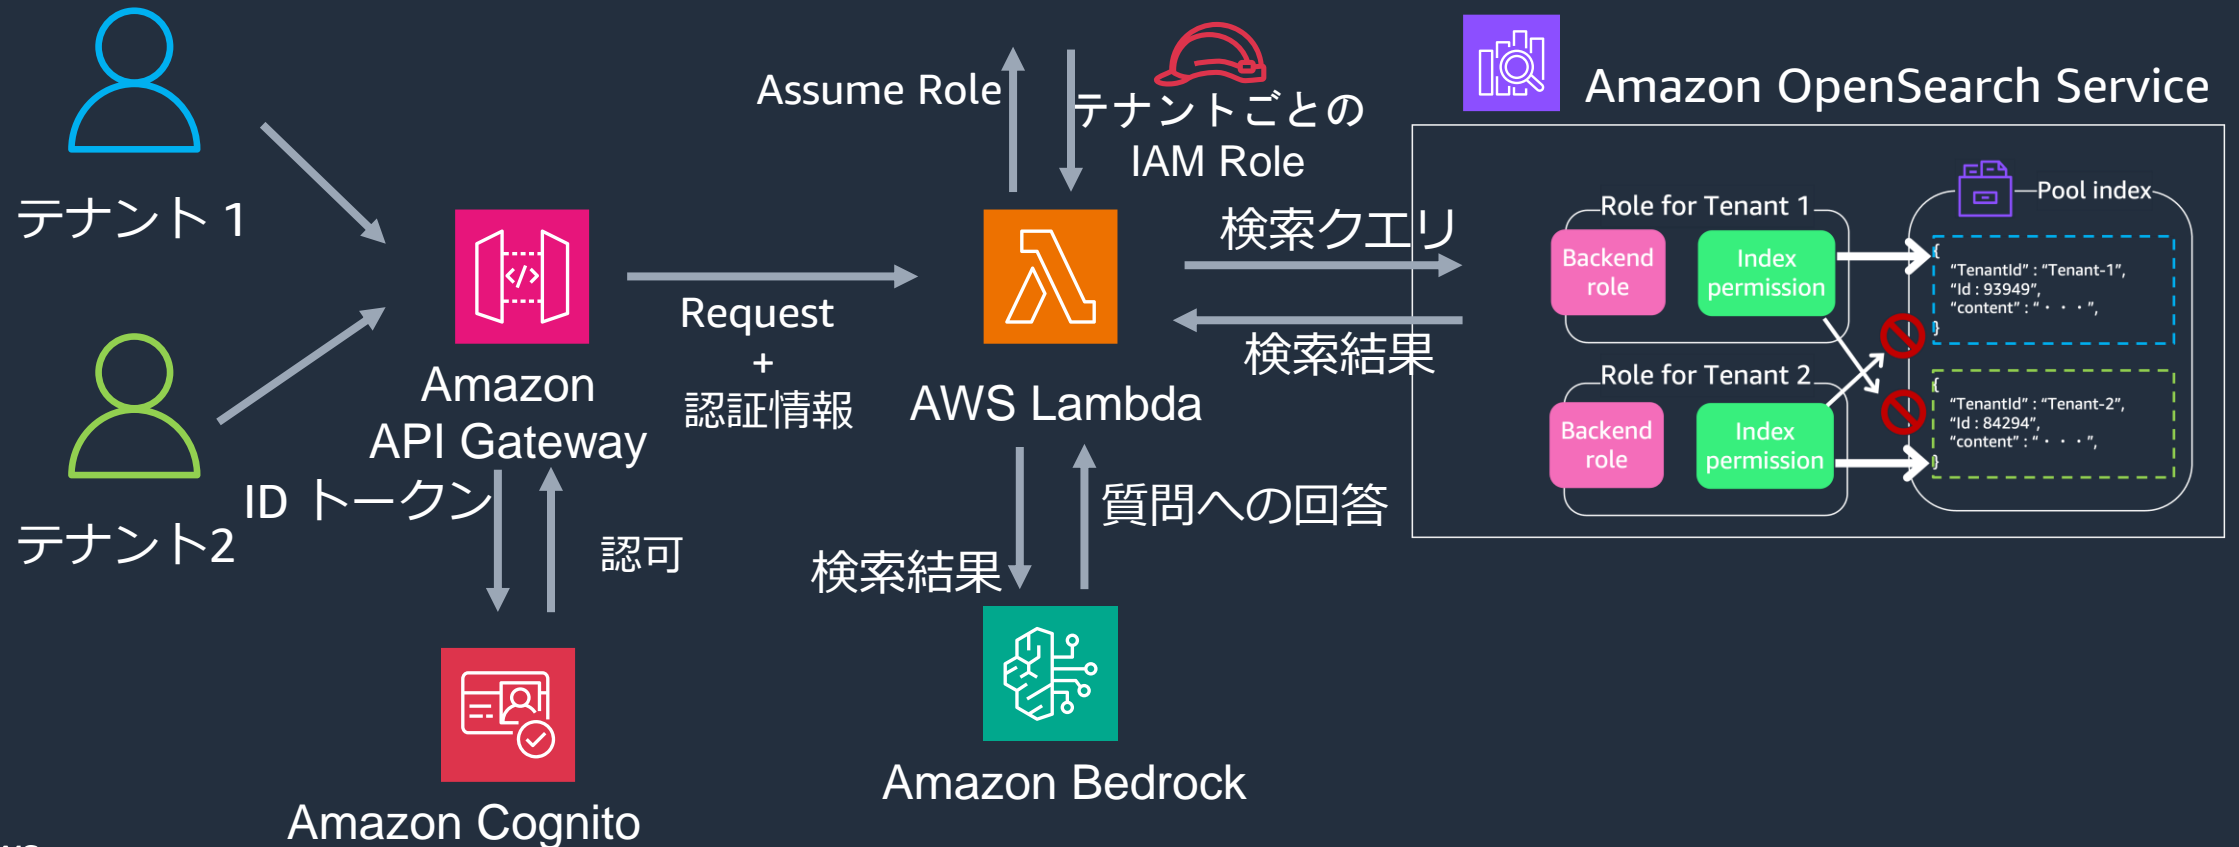 テナント 1
テナント2
Amazon
API Gateway
ID トークン
認可
Amazon Cognito
Request
+
認証情報
Assume Role
テナントごとの
IAM Role
AWS Lambda
検索結果
質問への回答
Amazon Bedrock
検索クエリ
検索結果
Amazon OpenSearch Service
Role for Tenant 1
Backend
role
Index
permission
Role for Tenant 2
Backend
role
Index
permission
Pool index
{
“TenantId” : “Tenant-1”,
“Id : 93949”,
“content” : “・・・”,
}
{
“TenantId” : “Tenant-2”,
“Id : 84294”,
“content” : “・・・”,
}